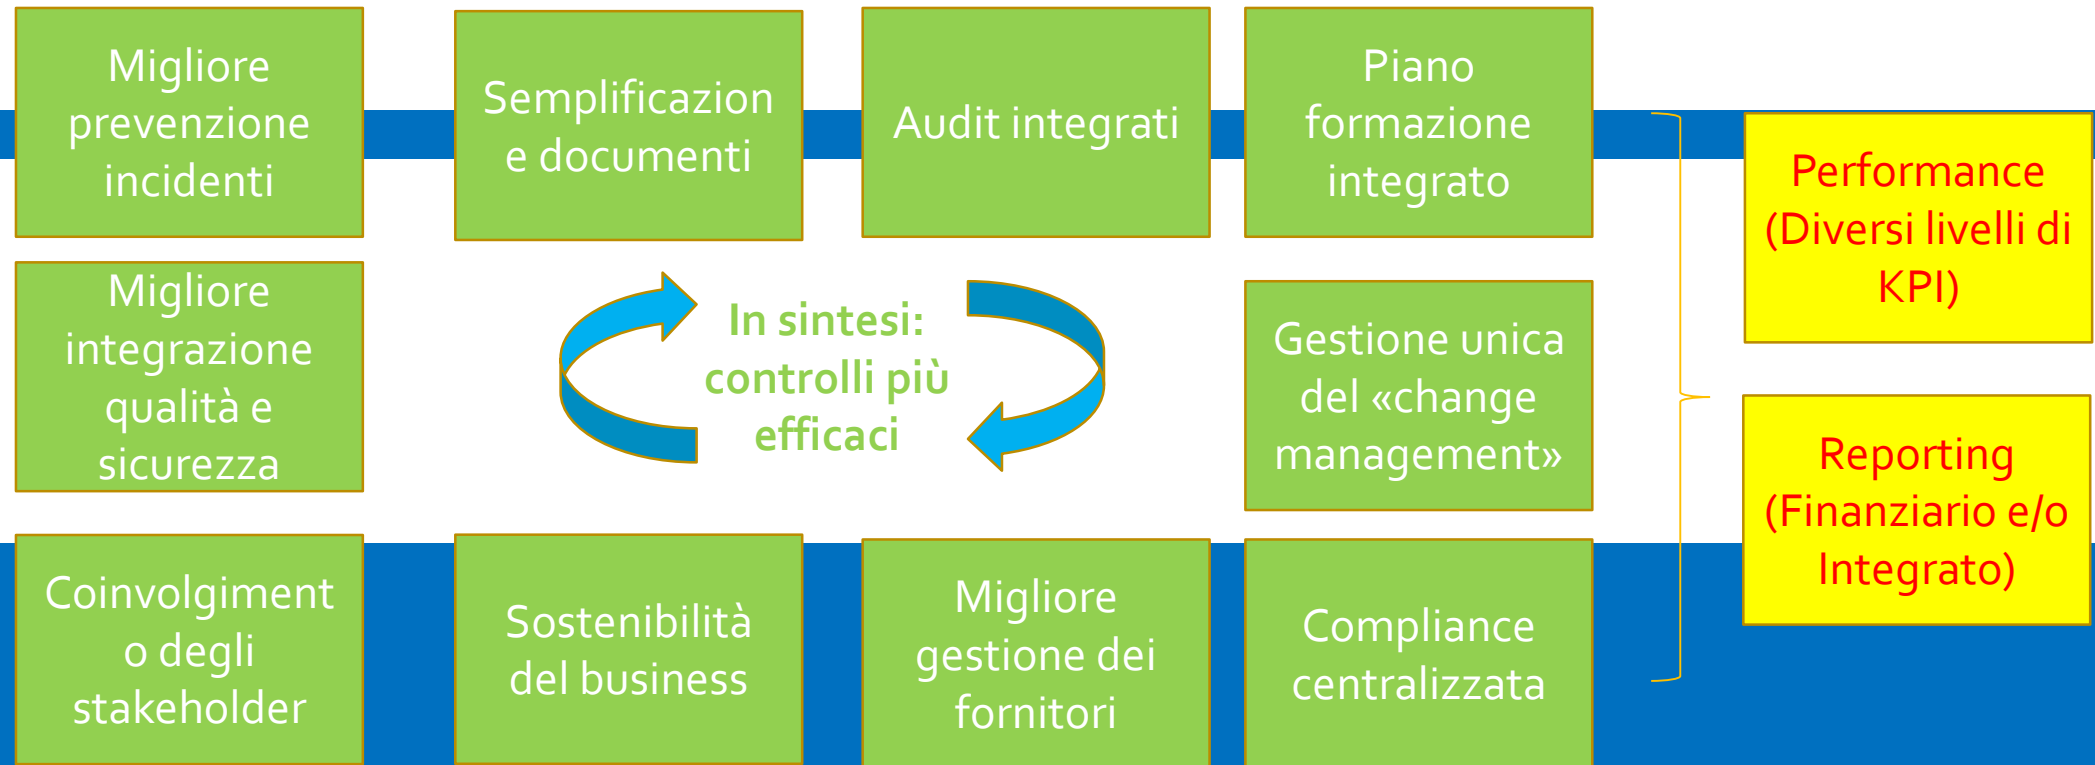 Migliore
prevenzione
incidenti
Semplificazion
e documenti
Audit integrati
Piano
formazione
integrato
Performance
(Diversi livelli di
KPI)
Migliore
integrazione
qualità e
sicurezza
In sintesi:
controlli più
efficaci
Gestione unica
del «change
management»
Reporting
(Finanziario e/o
Integrato)
Coinvolgiment
o degli
stakeholder
Sostenibilità
del business
Migliore
gestione dei
fornitori
Compliance
centralizzata